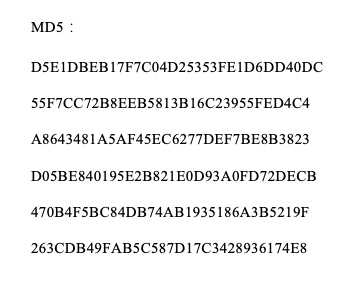 MD5：
D5E1DBEB17F7C04D25353FE1D6DD40DC
55F7CC72B8EEB5813B16C23955FED4C4
A8643481A5AF45EC6277DEF7BE8B3823
D05BE840195E2B821E0D93A0FD72DECB
470B4F5BC84DB74AB1935186A3B5219F
263CDB49FAB5C587D17C3428936174E8